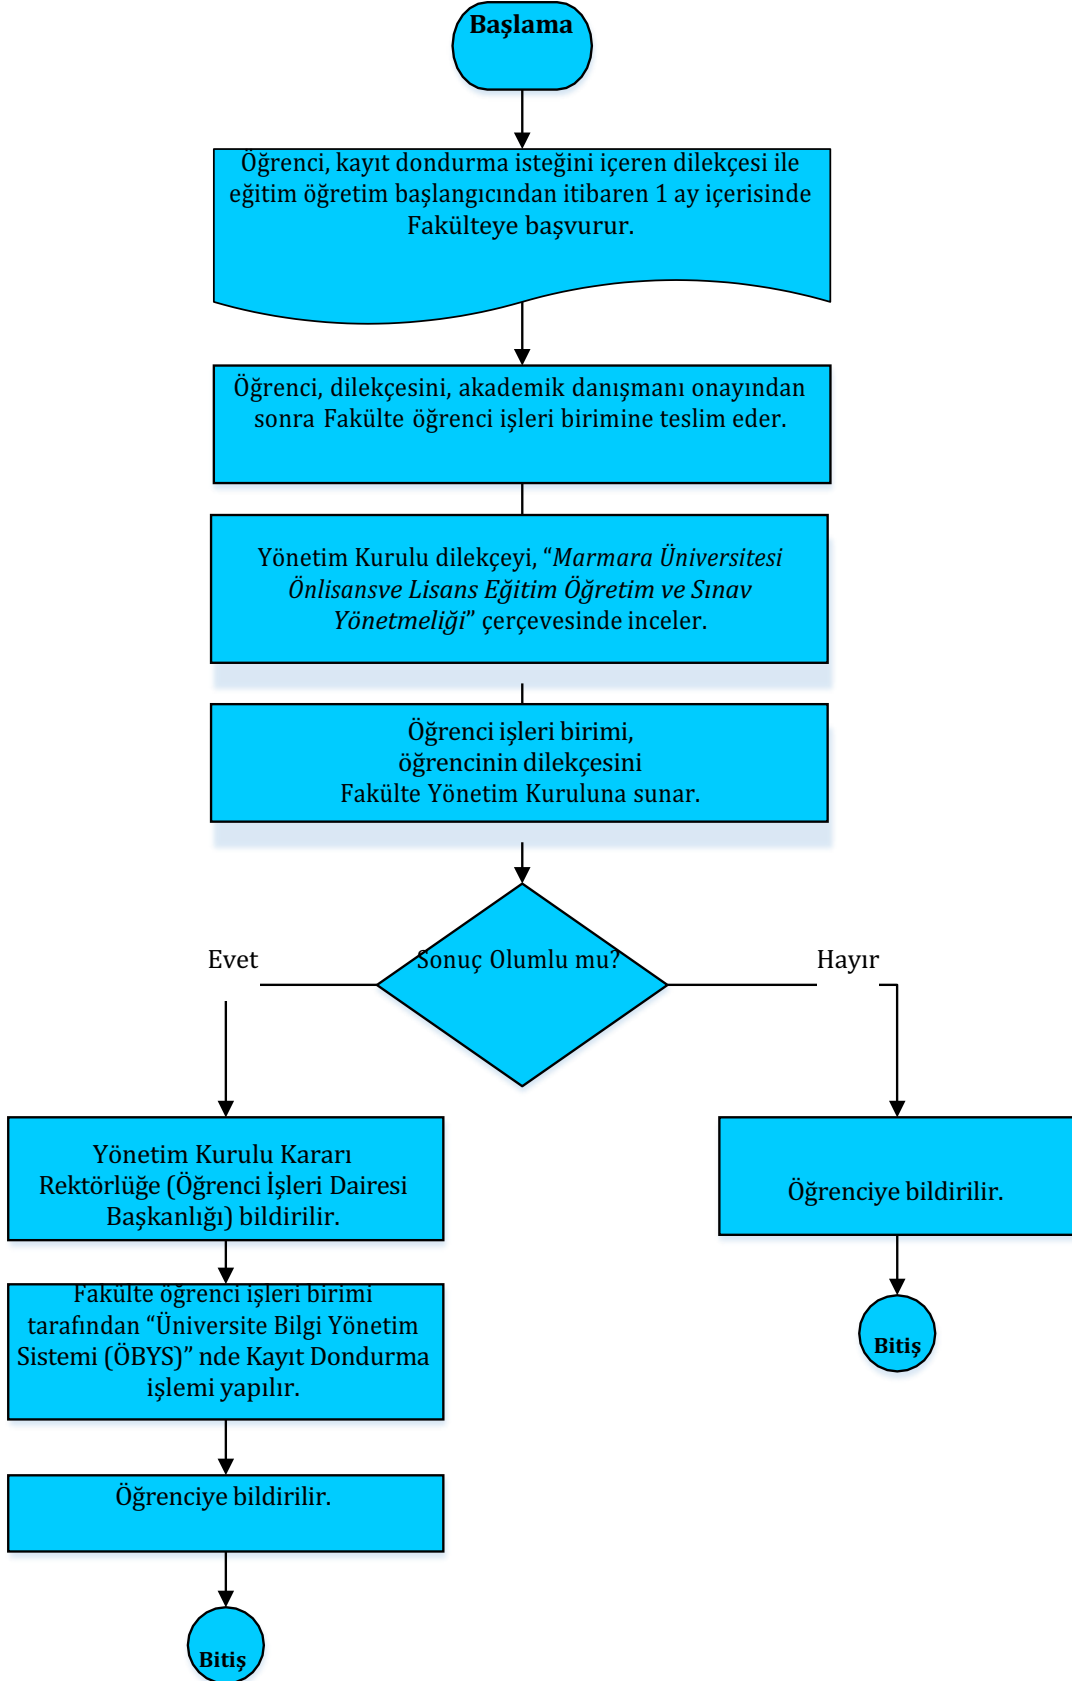 Başlama
Öğrenci, kayıt dondurma isteğini içeren dilekçesi ile
eğitim öğretim başlangıcından itibaren 1 ay içerisinde
Fakülteye başvurur.
Öğrenci, dilekçesini, akademik danışmanı onayından
sonra Fakülte öğrenci işleri birimine teslim eder.
Yönetim Kurulu dilekçeyi, “Marmara Üniversitesi
Önlisansve Lisans Eğitim Öğretim ve Sınav
Yönetmeliği” çerçevesinde inceler.
Öğrenci işleri birimi,
öğrencinin dilekçesini
Fakülte Yönetim Kuruluna sunar.
Sonuç Olumlu mu?
Evet
Hayır
Yönetim Kurulu Kararı
Rektörlüğe (Öğrenci İşleri Dairesi
Başkanlığı) bildirilir.
Fakülte öğrenci işleri birimi
tarafından “Üniversite Bilgi Yönetim
Sistemi (ÖBYS)” nde Kayıt Dondurma
işlemi yapılır.
Öğrenciye bildirilir.
Bitiş
Öğrenciye bildirilir.
Bitiş